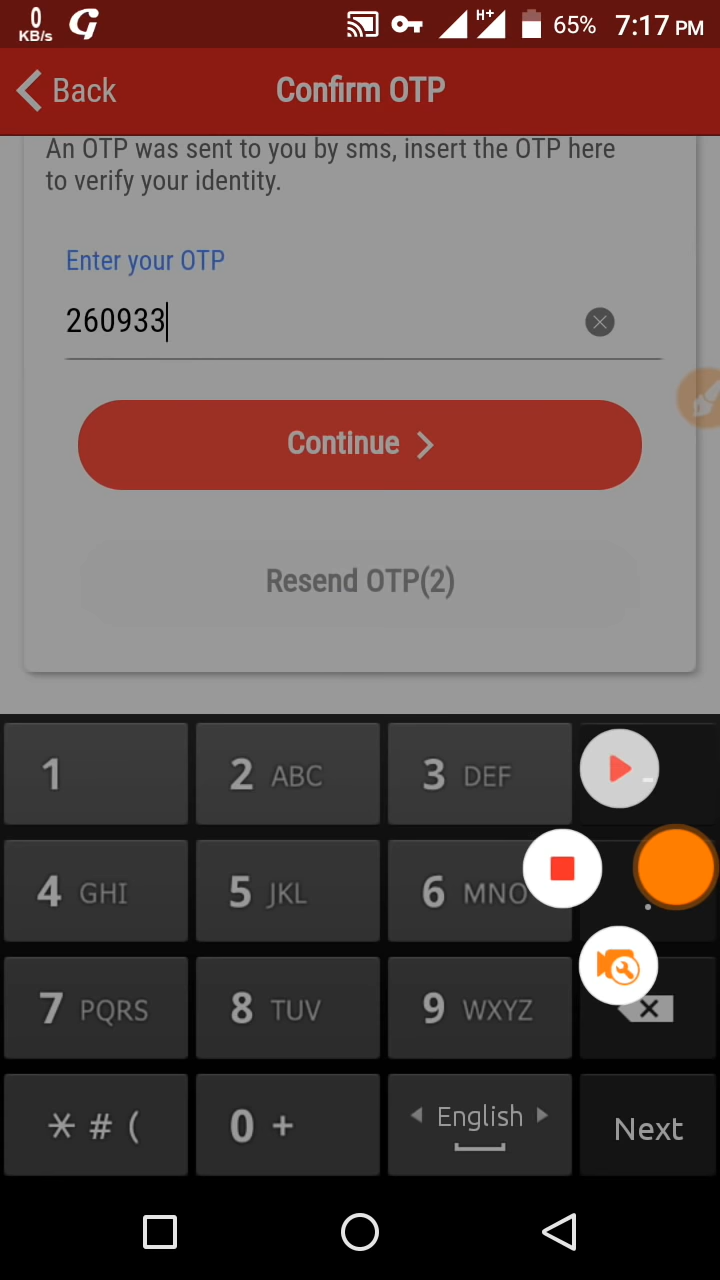 0
KB/s
G
H+
65%
7:17 PM
Back
Confirm OTP
An OTP was sent to you by sms, insert the OTP here
to verify your identity.
Enter your OTP
260933
Continue
Resend OTP(2)
1
2 ABC
3 DEF
-
4 GHI
5 JKL
6 MNO
.
7 PQRS
8 TUV
9 WXYZ
* # (
0 +
English
Next